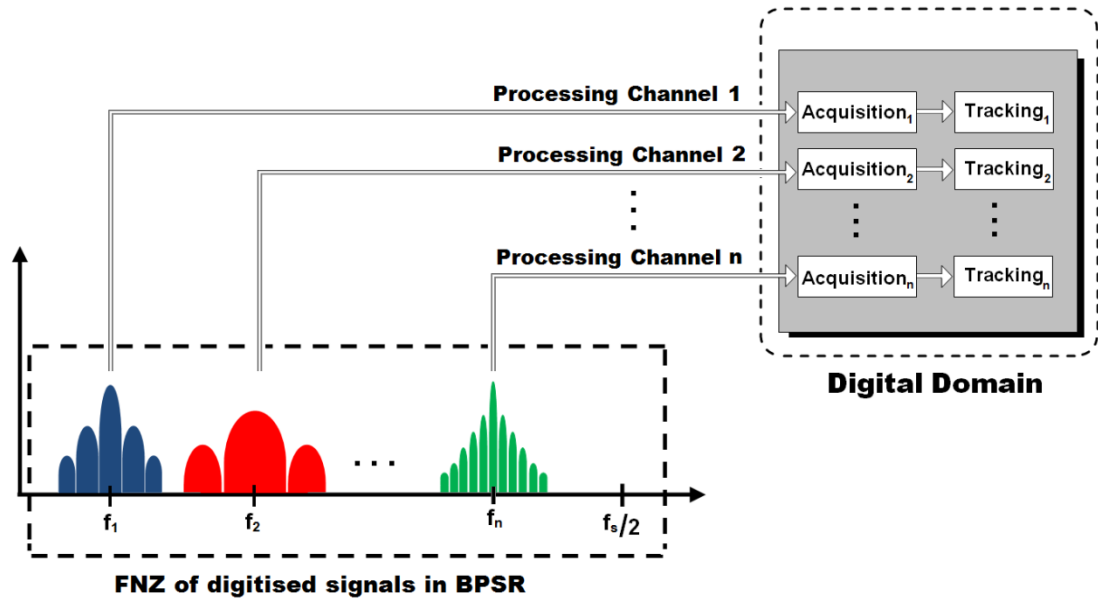 Processing Channel 1
Acquisition₁
Tracking₁
Processing Channel 2
Acquisition₂
Tracking₂
Processing Channel n
Acquisitionₙ
Trackingₙ
Digital Domain
f₁
f₂
fₙ
fₛ/2
FNZ of digitised signals in BPSR